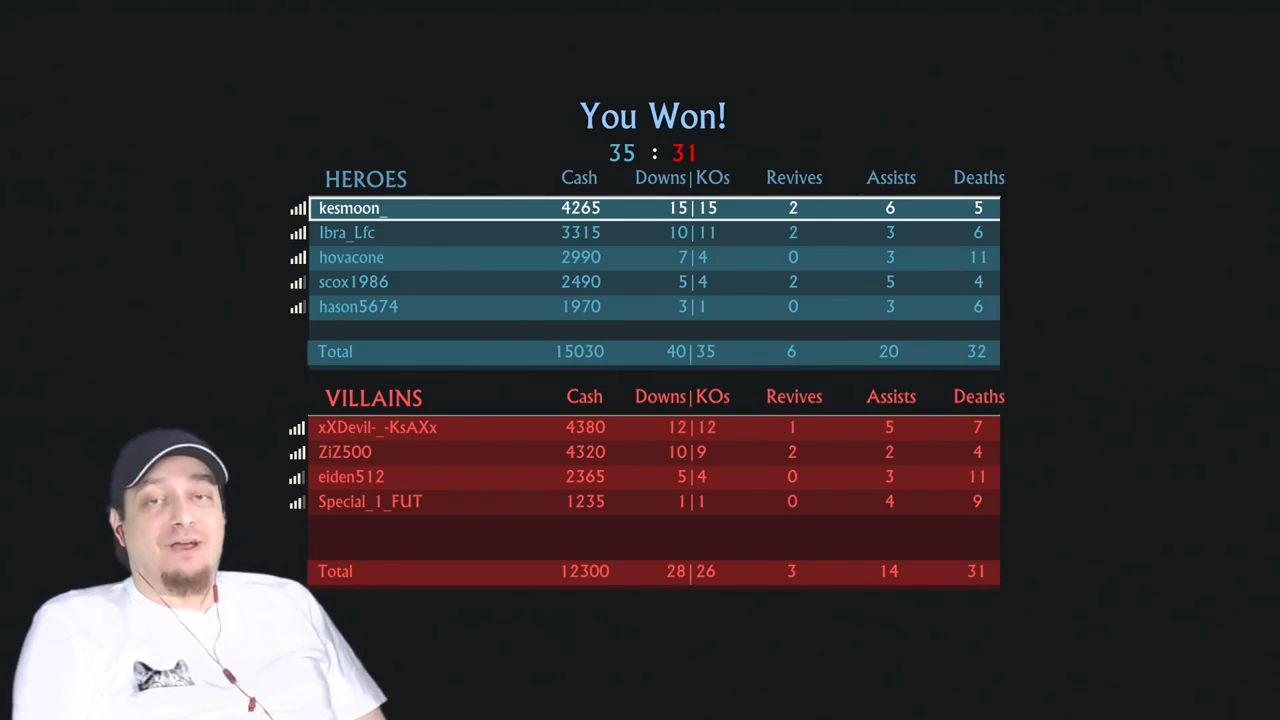 You Won!
35 : 31
HEROES Cash Downs|KOs Revives Assists Deaths
kesmoon_ 4265 15|15 2 6 5
Ibra_Lfc 3315 10|11 2 3 6
hovacone 2990 7|4 0 3 11
scox1986 2490 5|4 2 5 4
hason5674 1970 3|1 0 3 6
Total 15030 40|35 6 20 32
VILLAINS Cash Downs|KOs Revives Assists Deaths
xXDevil-_-KsAXx 4380 12|12 1 5 7
ZiZ500 4320 10|9 2 2 4
eiden512 2365 5|4 0 3 11
Special_1_FUT 1235 1|1 0 4 9
Total 12300 28|26 3 14 31